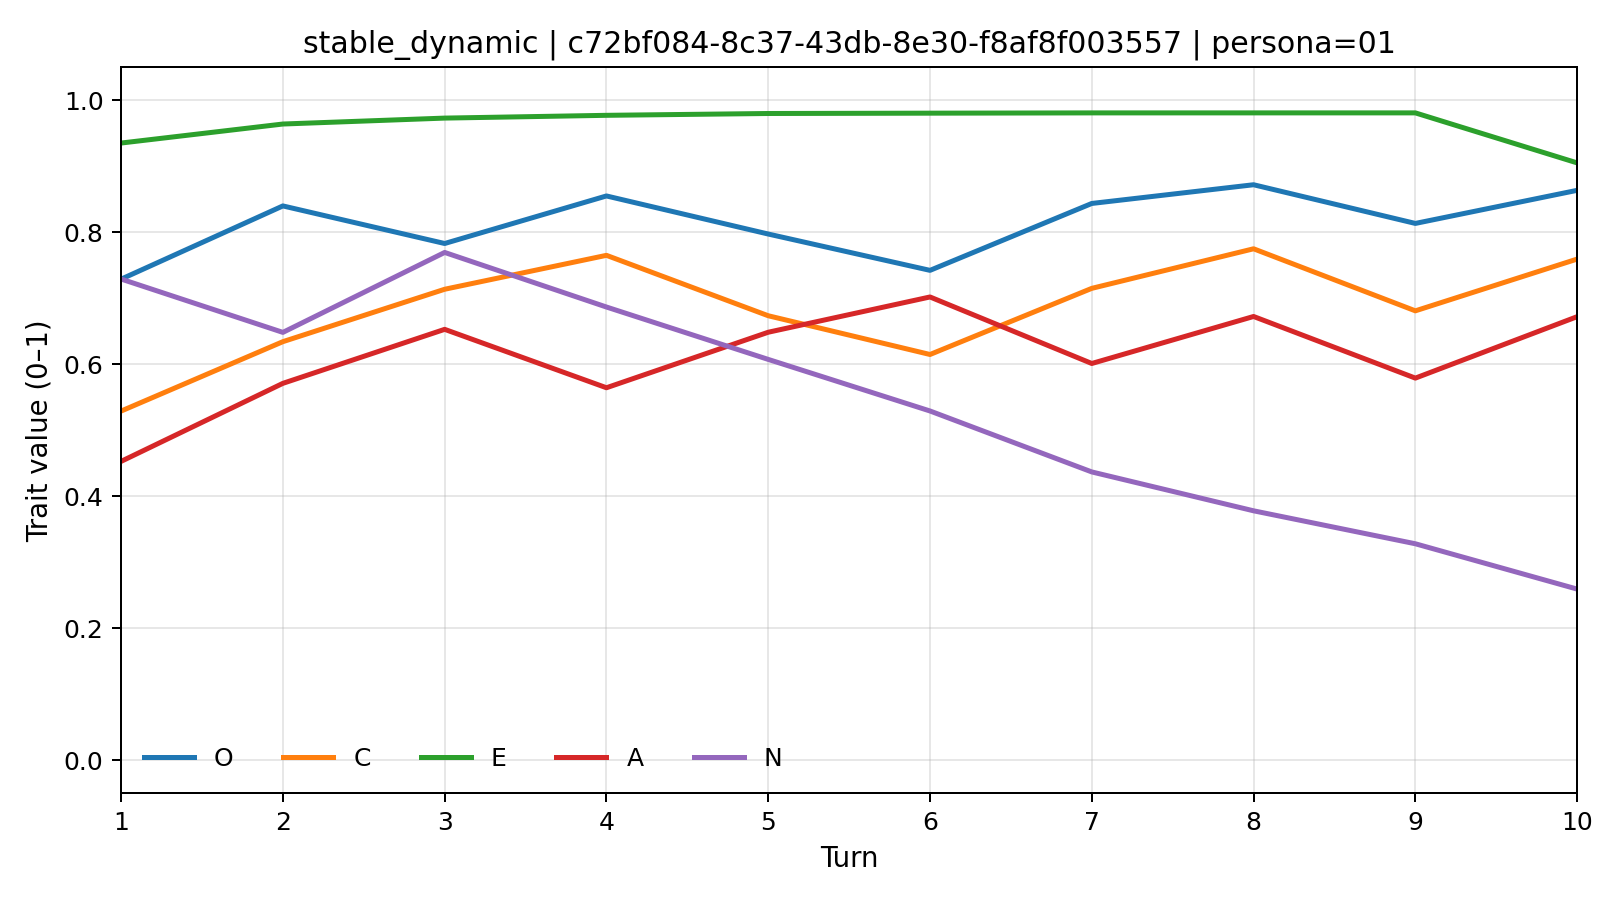 stable_dynamic | c72bf084-8c37-43db-8e30-f8af8f003557 | persona=01
Trait value (0–1)
1.0
0.8
0.6
0.4
0.2
0.0
O C E A N
1 2 3 4 5 6 7 8 9 10
Turn